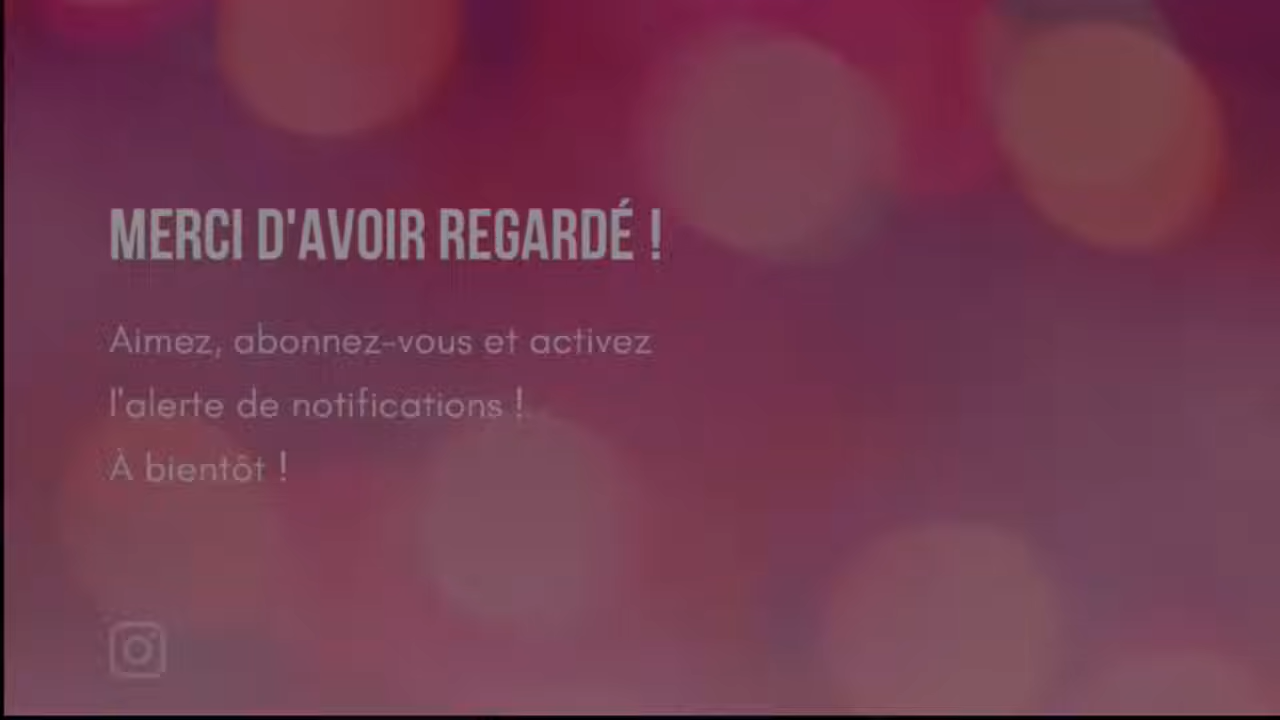 MERCI D'AVOIR REGARDÉ !
Aimez, abonnez-vous et activez
l'alerte de notifications !
À bientôt !